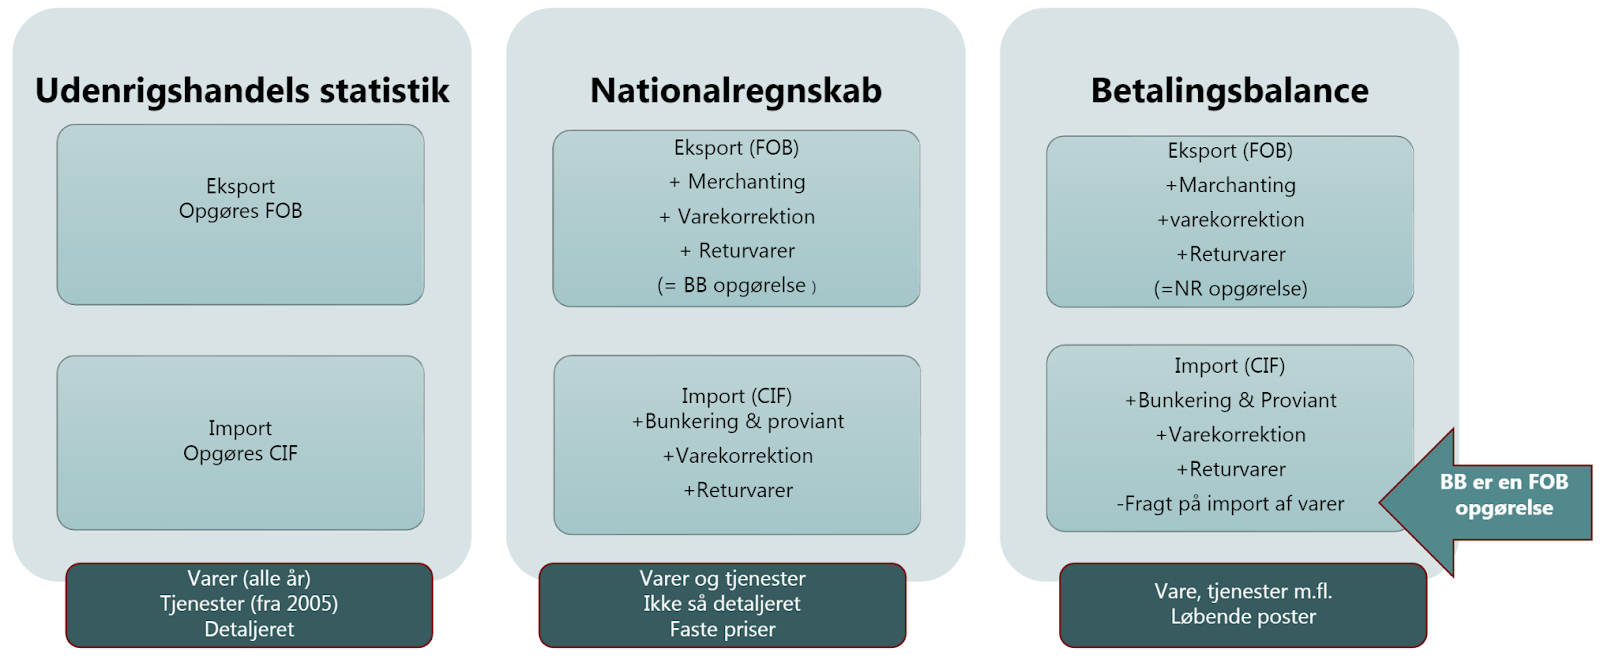 Udenrigshandels statistik
Eksport
Opgøres FOB
Import
Opgøres CIF
Varer (alle år)
Tjenester (fra 2005)
Detaljeret
Nationalregnskab
Eksport (FOB)
+ Merchanting
+ Varekorrektion
+ Returvarer
(= BB opgørelse )
Import (CIF)
+Bunkering & proviant
+Varekorrektion
+Returvarer
Varer og tjenester
Ikke så detaljeret
Faste priser
Betalingsbalance
Eksport (FOB)
+Marchanting
+varekorrektion
+Returvarer
(=NR opgørelse)
Import (CIF)
+Bunkering & Proviant
+Varekorrektion
+Returvarer
-Fragt på import af varer
BB er en FOB
opgørelse
Vare, tjenester m.fl.
Løbende poster